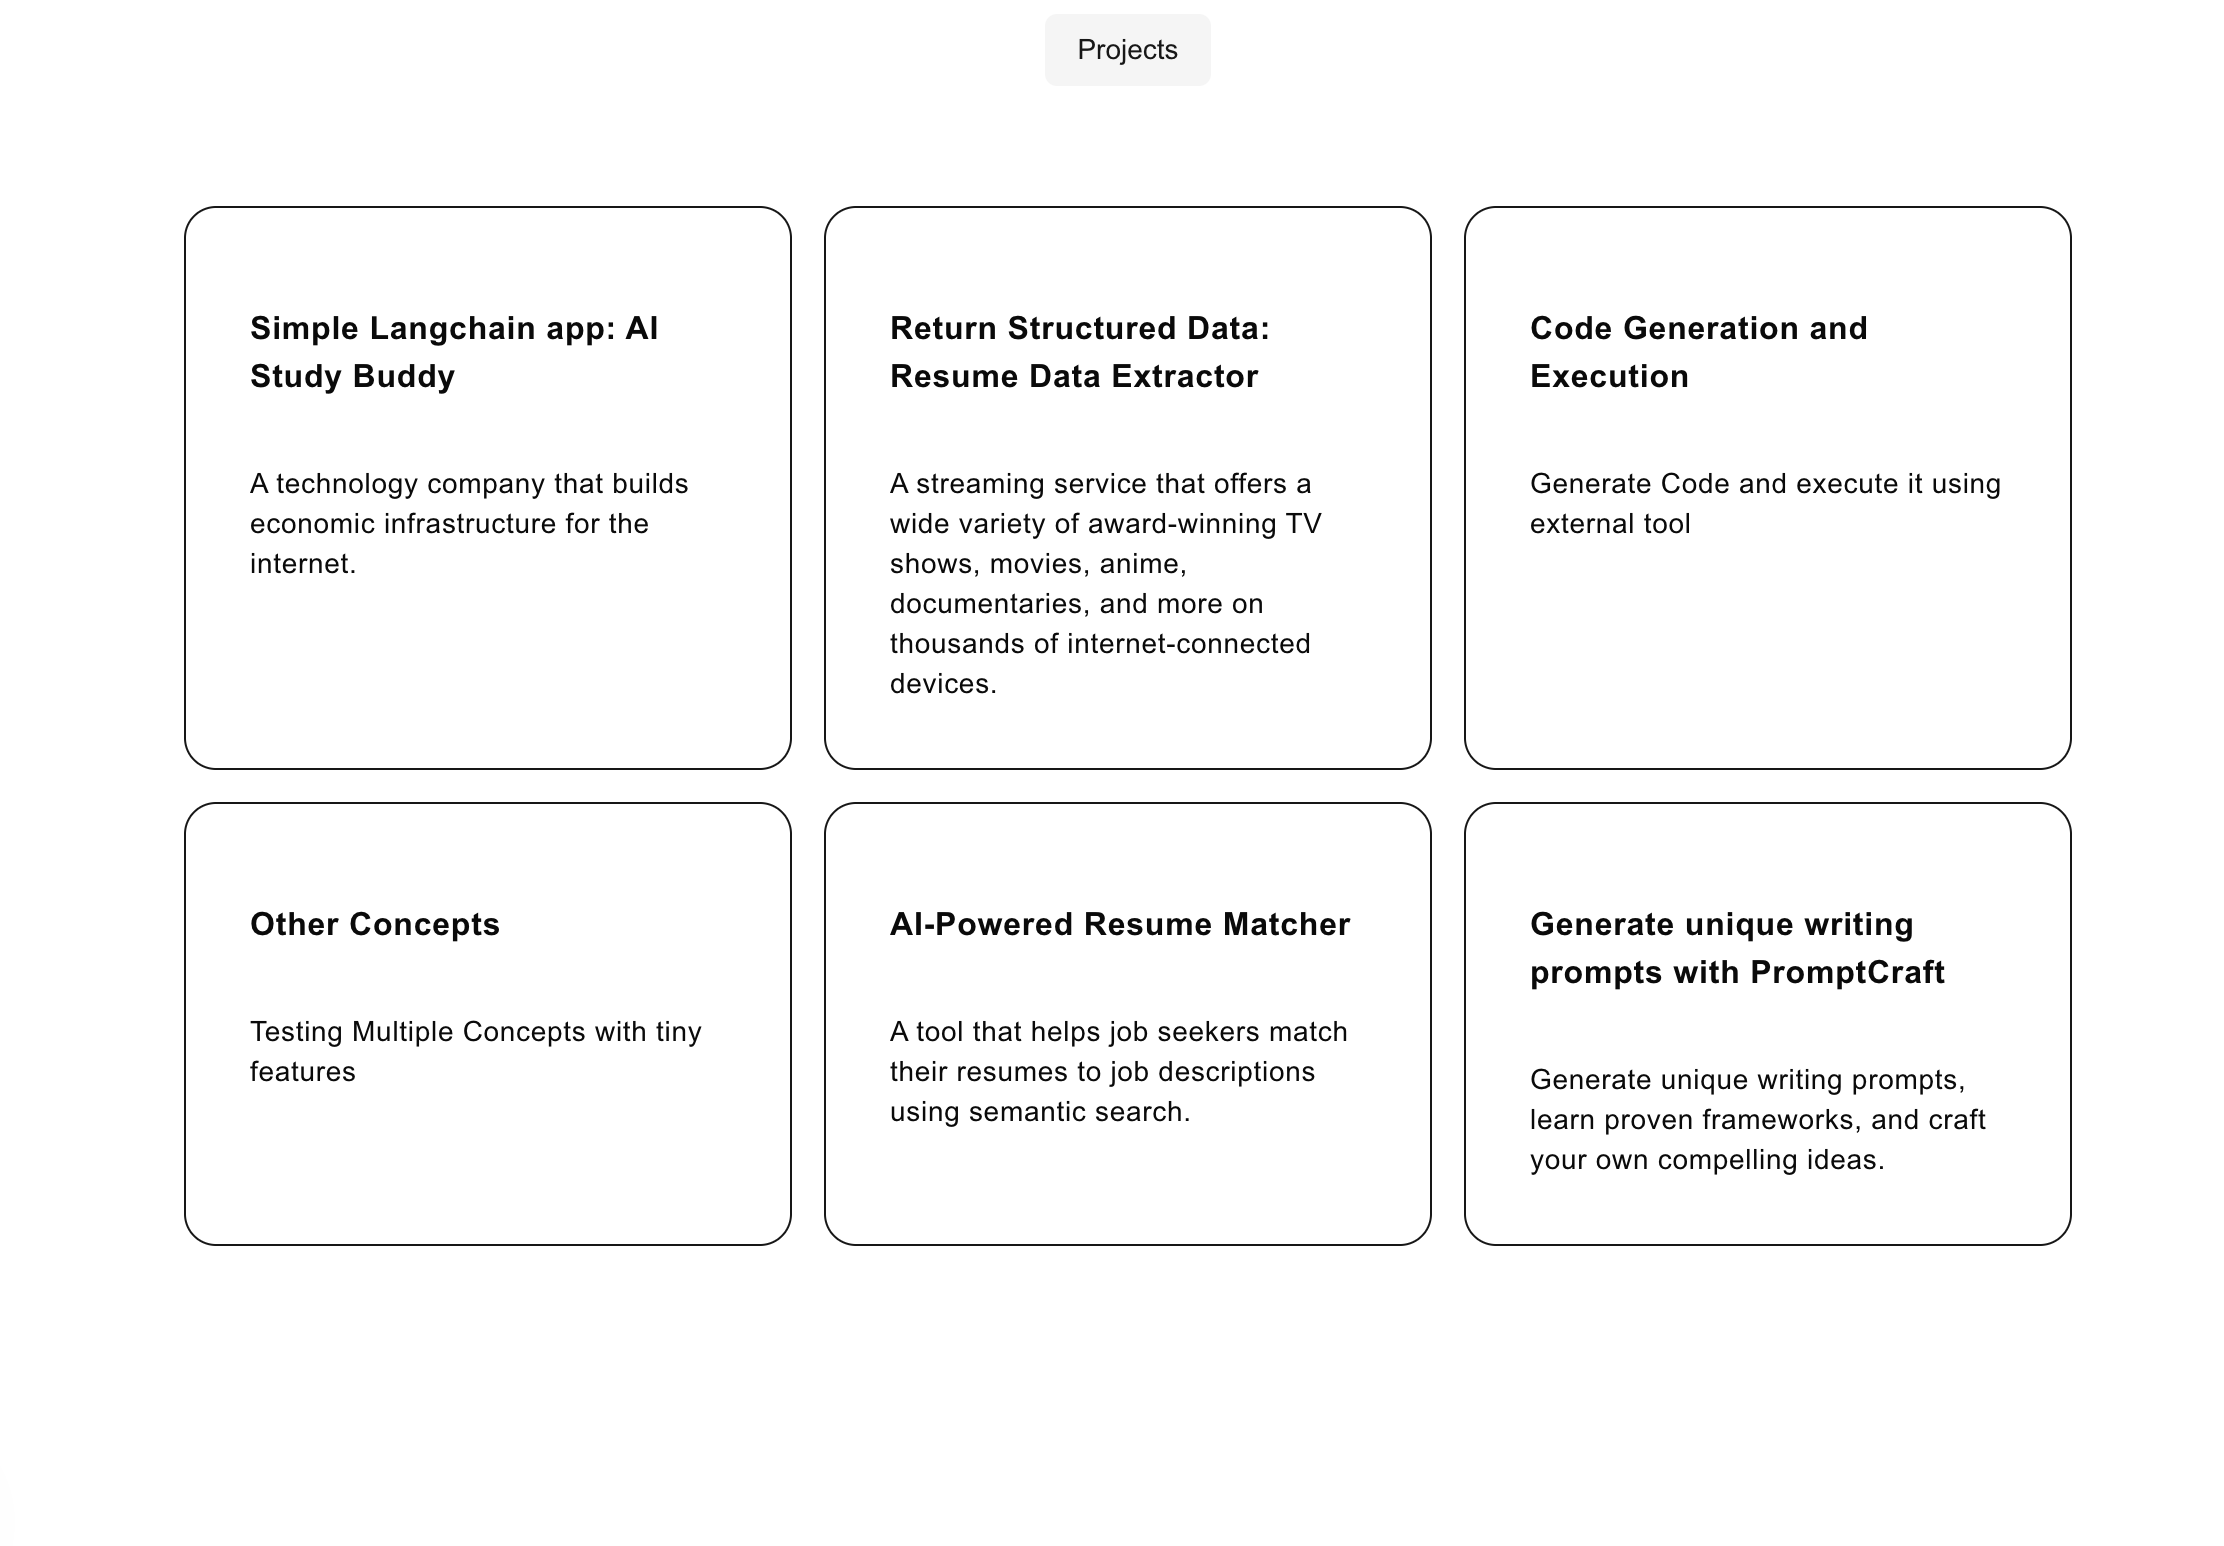 Projects
Simple Langchain app: AI
Study Buddy
A technology company that builds
economic infrastructure for the
internet.
Return Structured Data:
Resume Data Extractor
A streaming service that offers a
wide variety of award-winning TV
shows, movies, anime,
documentaries, and more on
thousands of internet-connected
devices.
Code Generation and
Execution
Generate Code and execute it using
external tool
Other Concepts
Testing Multiple Concepts with tiny
features
AI-Powered Resume Matcher
A tool that helps job seekers match
their resumes to job descriptions
using semantic search.
Generate unique writing
prompts with PromptCraft
Generate unique writing prompts,
learn proven frameworks, and craft
your own compelling ideas.